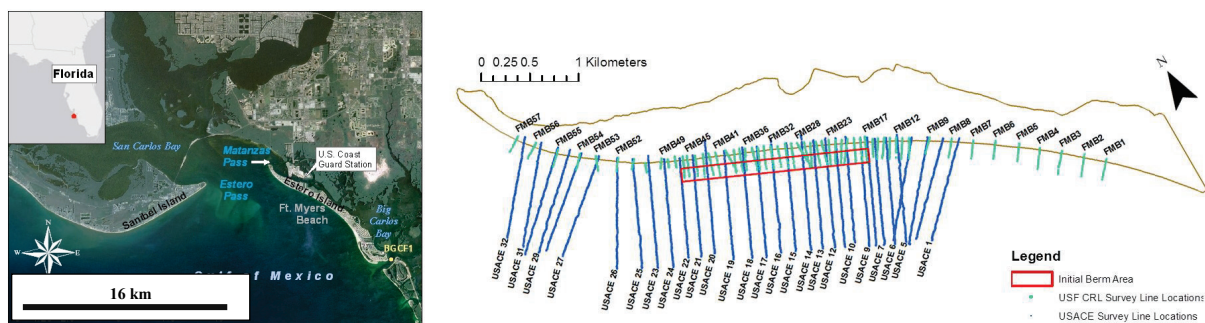 Florida
San Carlos Bay
Matanzas
Pass
U.S. Coast
Guard Station
Estero
Pass
Estero Island
Sanibel Island
Ft. Myers
Beach
Big
Carlos
Bay
BGCF1
N
W
E
S
Gulf of Mexico
16 km
0 0.25 0.5 1 Kilometers
N
FMB57
FMB56
FMB55
FMB54
FMB53
FMB52
FMB49
FMB45
FMB41
FMB36
FMB32
FMB28
FMB23
FMB17
FMB12
FMB9
FMB8
FMB7
FMB6
FMB5
FMB4
FMB3
FMB2
FMB1
USACE 32
USACE 31
USACE 29
USACE 27
USACE 26
USACE 25
USACE 23
USACE 24
USACE 22
USACE 21
USACE 20
USACE 19
USACE 18
USACE 17
USACE 16
USACE 15
USACE 14
USACE 13
USACE 12
USACE 10
USACE 9
USACE 7
USACE 6
USACE 5
USACE 1
Legend
Initial Berm Area
USF CRL Survey Line Locations
USACE Survey Line Locations